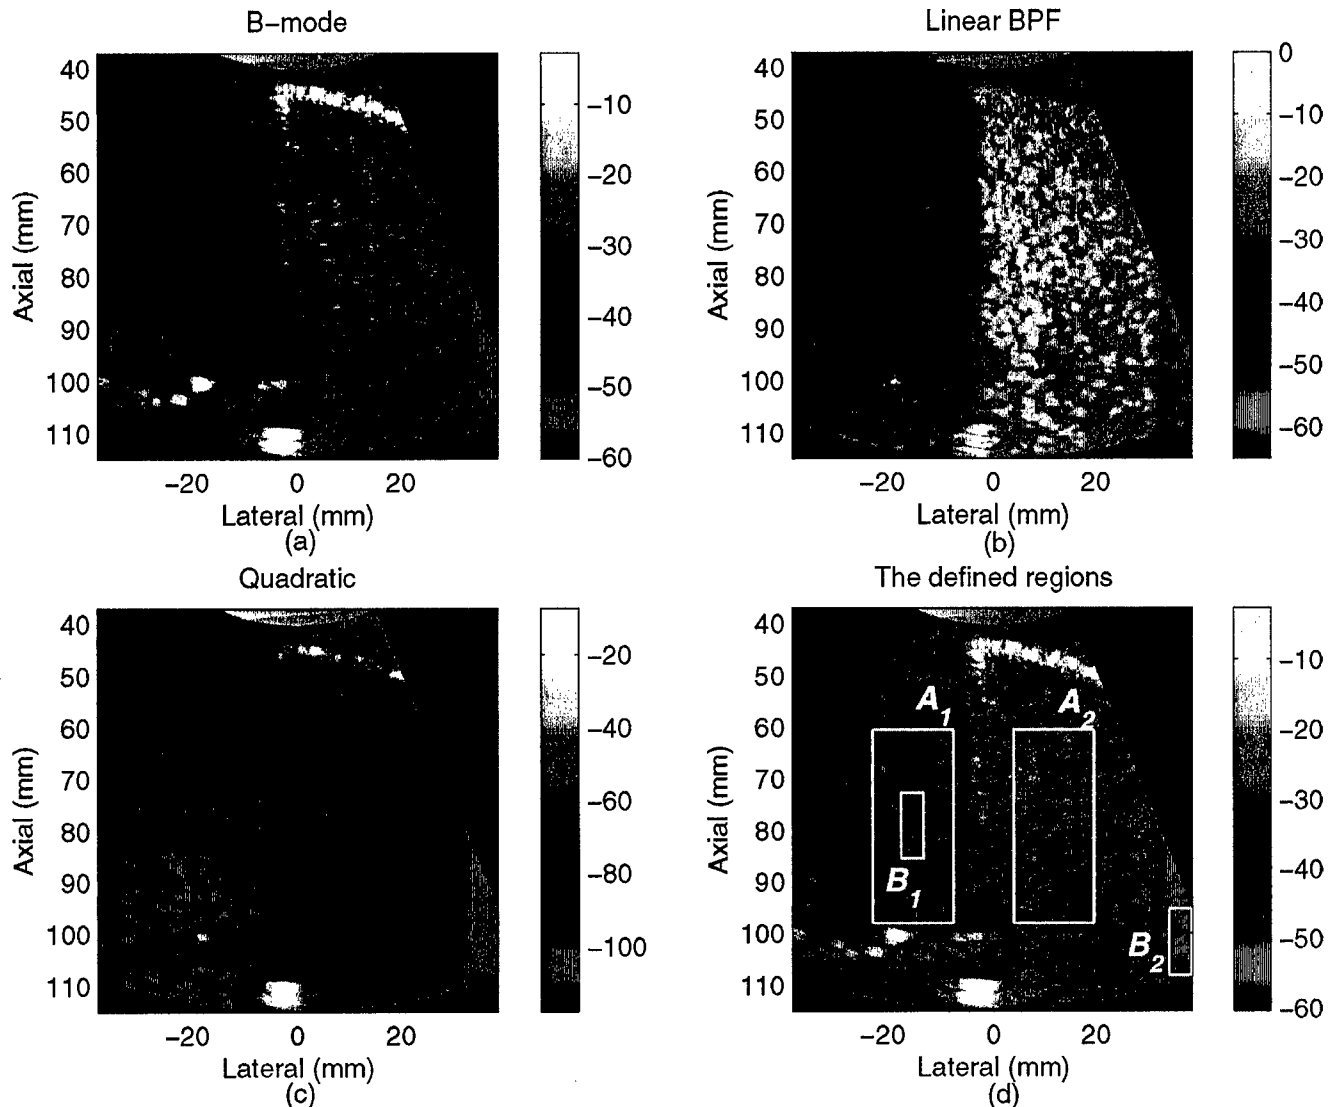 B−mode
40
50
60
70
80
90
100
110
Axial (mm)
−20 0 20
Lateral (mm)
(a)
−10
−20
−30
−40
−50
−60
Linear BPF
40
50
60
70
80
90
100
110
Axial (mm)
−20 0 20
Lateral (mm)
(b)
0
−10
−20
−30
−40
−50
−60
Quadratic
40
50
60
70
80
90
100
110
Axial (mm)
−20 0 20
Lateral (mm)
(c)
−20
−40
−60
−80
−100
The defined regions
40
50
60
70
80
90
100
110
Axial (mm)
A1 A2
B1
B2
−20 0 20
Lateral (mm)
(d)
−10
−20
−30
−40
−50
−60